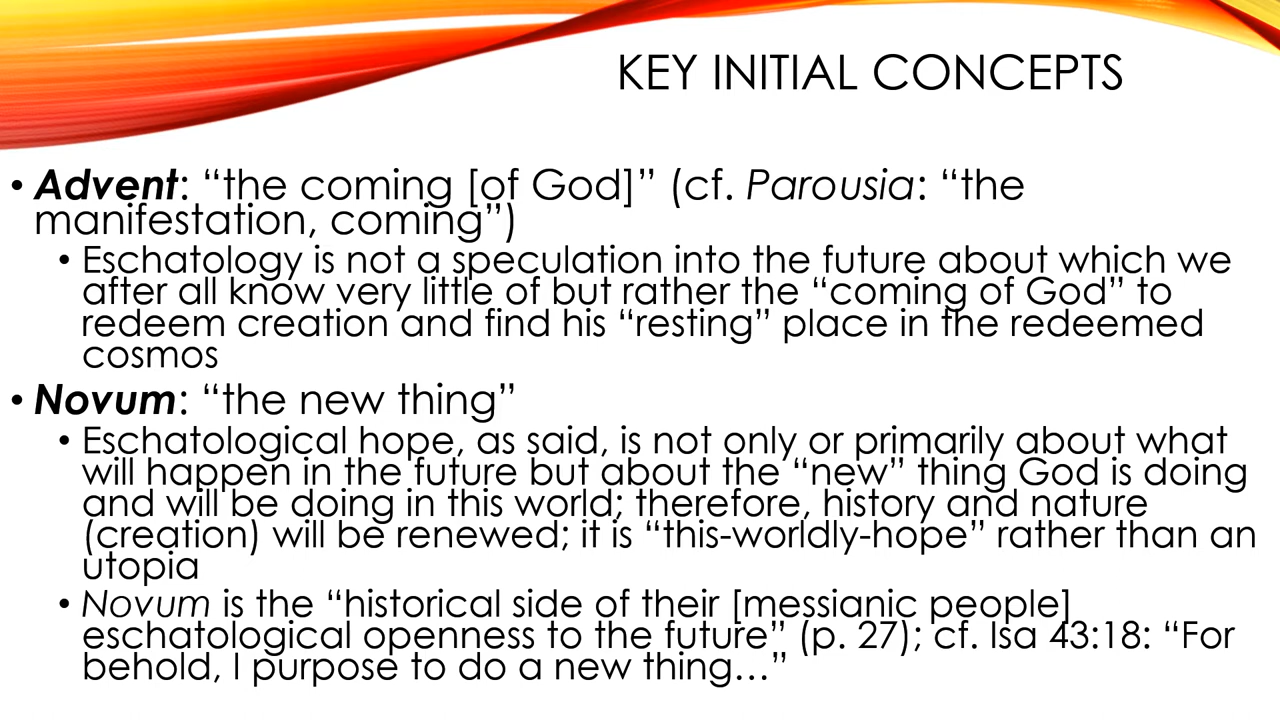 KEY INITIAL CONCEPTS
• Advent: “the coming [of God]” (cf. Parousia: “the
manifestation, coming”)
• Eschatology is not a speculation into the future about which we
after all know very little of but rather the “coming of God” to
redeem creation and find his “resting” place in the redeemed
cosmos
• Novum: “the new thing”
• Eschatological hope, as said, is not only or primarily about what
will happen in the future but about the “new” thing God is doing
and will be doing in this world; therefore, history and nature
(creation) will be renewed; it is “this-worldly-hope” rather than an
utopia
• Novum is the “historical side of their [messianic people]
eschatological openness to the future” (p. 27); cf. Isa 43:18: “For
behold, I purpose to do a new thing…”